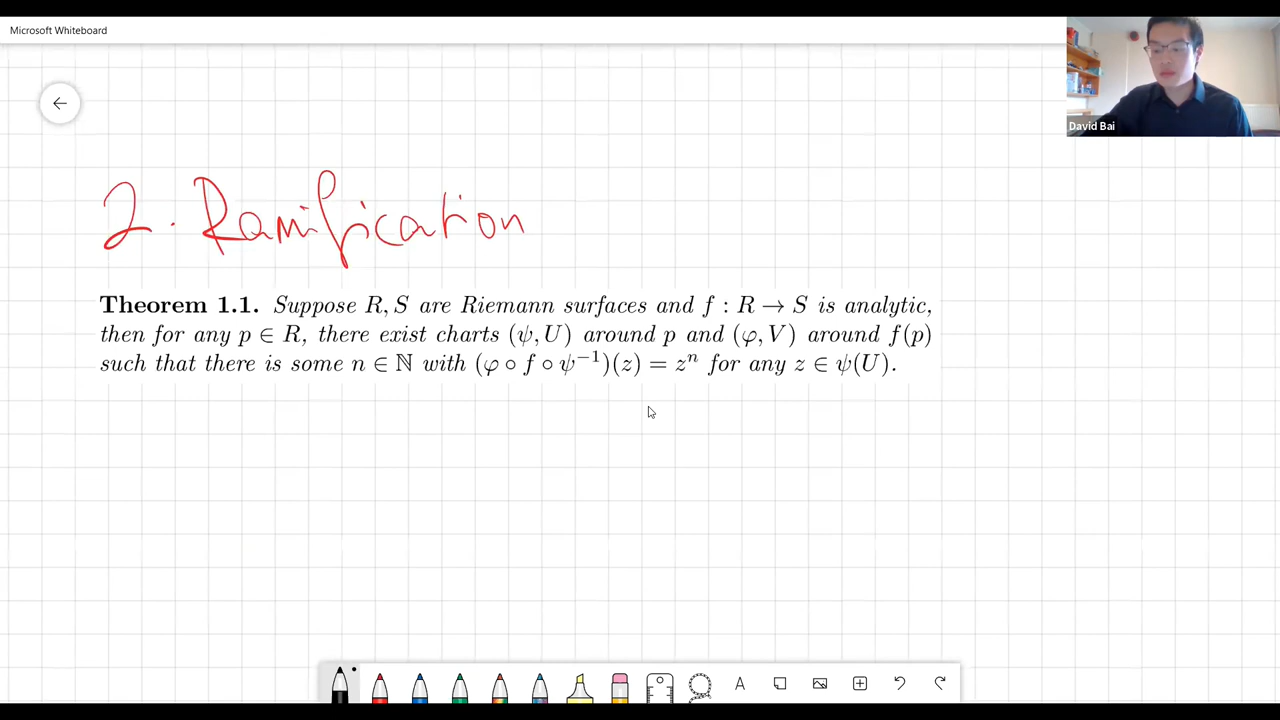 Microsoft Whiteboard
David Bai
2. Ramification
Theorem 1.1. Suppose R, S are Riemann surfaces and f : R → S is analytic,
then for any p ∈ R, there exist charts (ψ, U) around p and (φ, V) around f(p)
such that there is some n ∈ ℕ with (φ ∘ f ∘ ψ⁻¹)(z) = zⁿ for any z ∈ ψ(U).
A